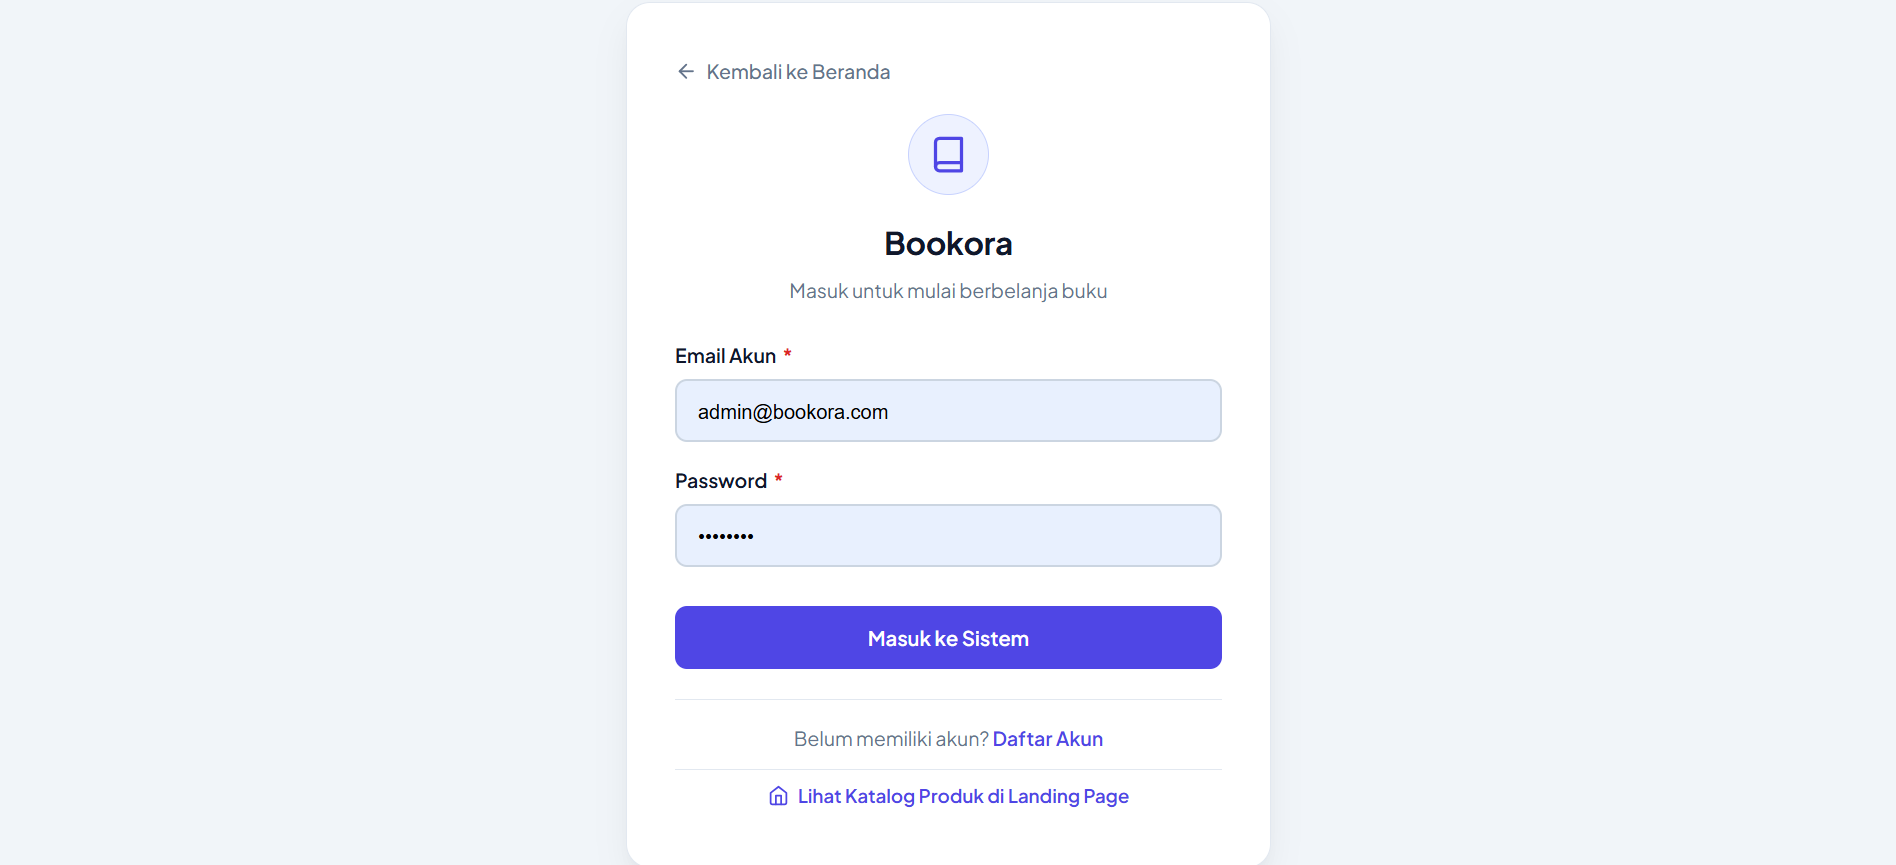 Kembali ke Beranda
Bookora
Masuk untuk mulai berbelanja buku
Email Akun *
admin@bookora.com
Password *
••••••••
Masuk ke Sistem
Belum memiliki akun? Daftar Akun
Lihat Katalog Produk di Landing Page